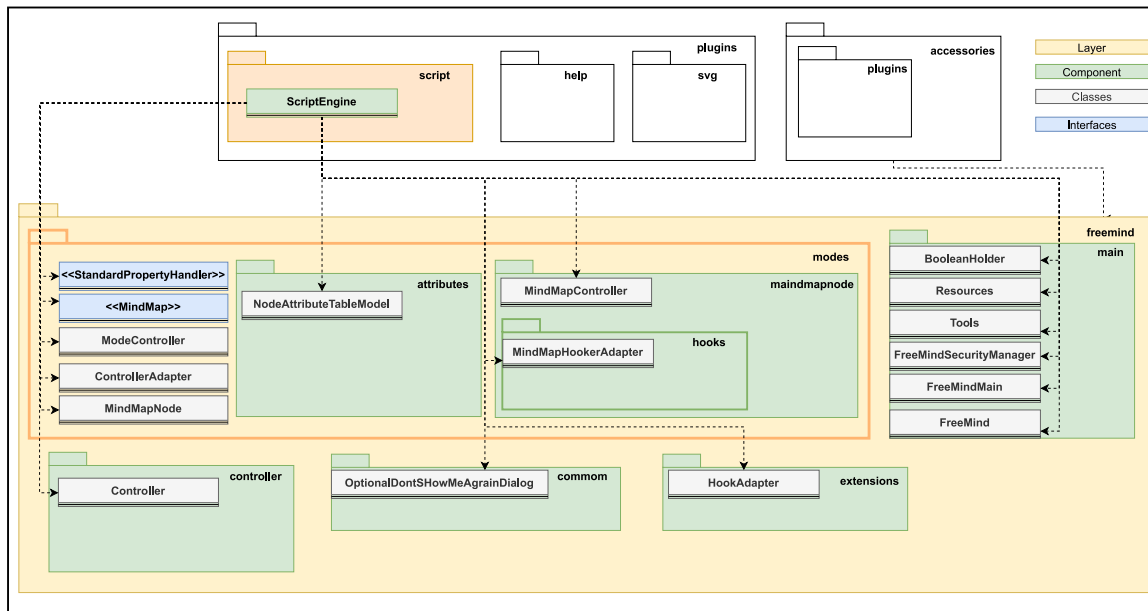 plugins
script
ScriptEngine
help
svg
accessories
plugins
Layer
Component
Classes
Interfaces
freemind
modes
<<StandardPropertyHandler>>
<<MindMap>>
ModeController
ControllerAdapter
MindMapNode
attributes
NodeAttributeTableModel
maindmapnode
MindMapController
hooks
MindMapHookerAdapter
main
BooleanHolder
Resources
Tools
FreeMindSecurityManager
FreeMindMain
FreeMind
controller
Controller
commom
OptionalDontSHowMeAgrainDialog
extensions
HookAdapter